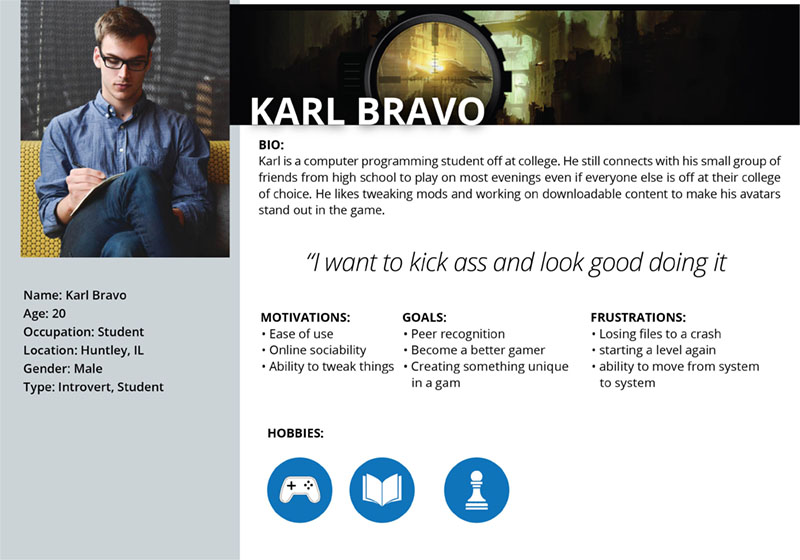 KARL BRAVO
BIO:
Karl is a computer programming student off at college. He still connects with his small group of
friends from high school to play on most evenings even if everyone else is off at their college
of choice. He likes tweaking mods and working on downloadable content to make his avatars
stand out in the game.
“I want to kick ass and look good doing it
Name: Karl Bravo
Age: 20
Occupation: Student
Location: Huntley, IL
Gender: Male
Type: Introvert, Student
MOTIVATIONS:
• Ease of use
• Online sociability
• Ability to tweak things
GOALS:
• Peer recognition
• Become a better gamer
• Creating something unique
in a gam
FRUSTRATIONS:
• Losing files to a crash
• starting a level again
• ability to move from system
to system
HOBBIES: